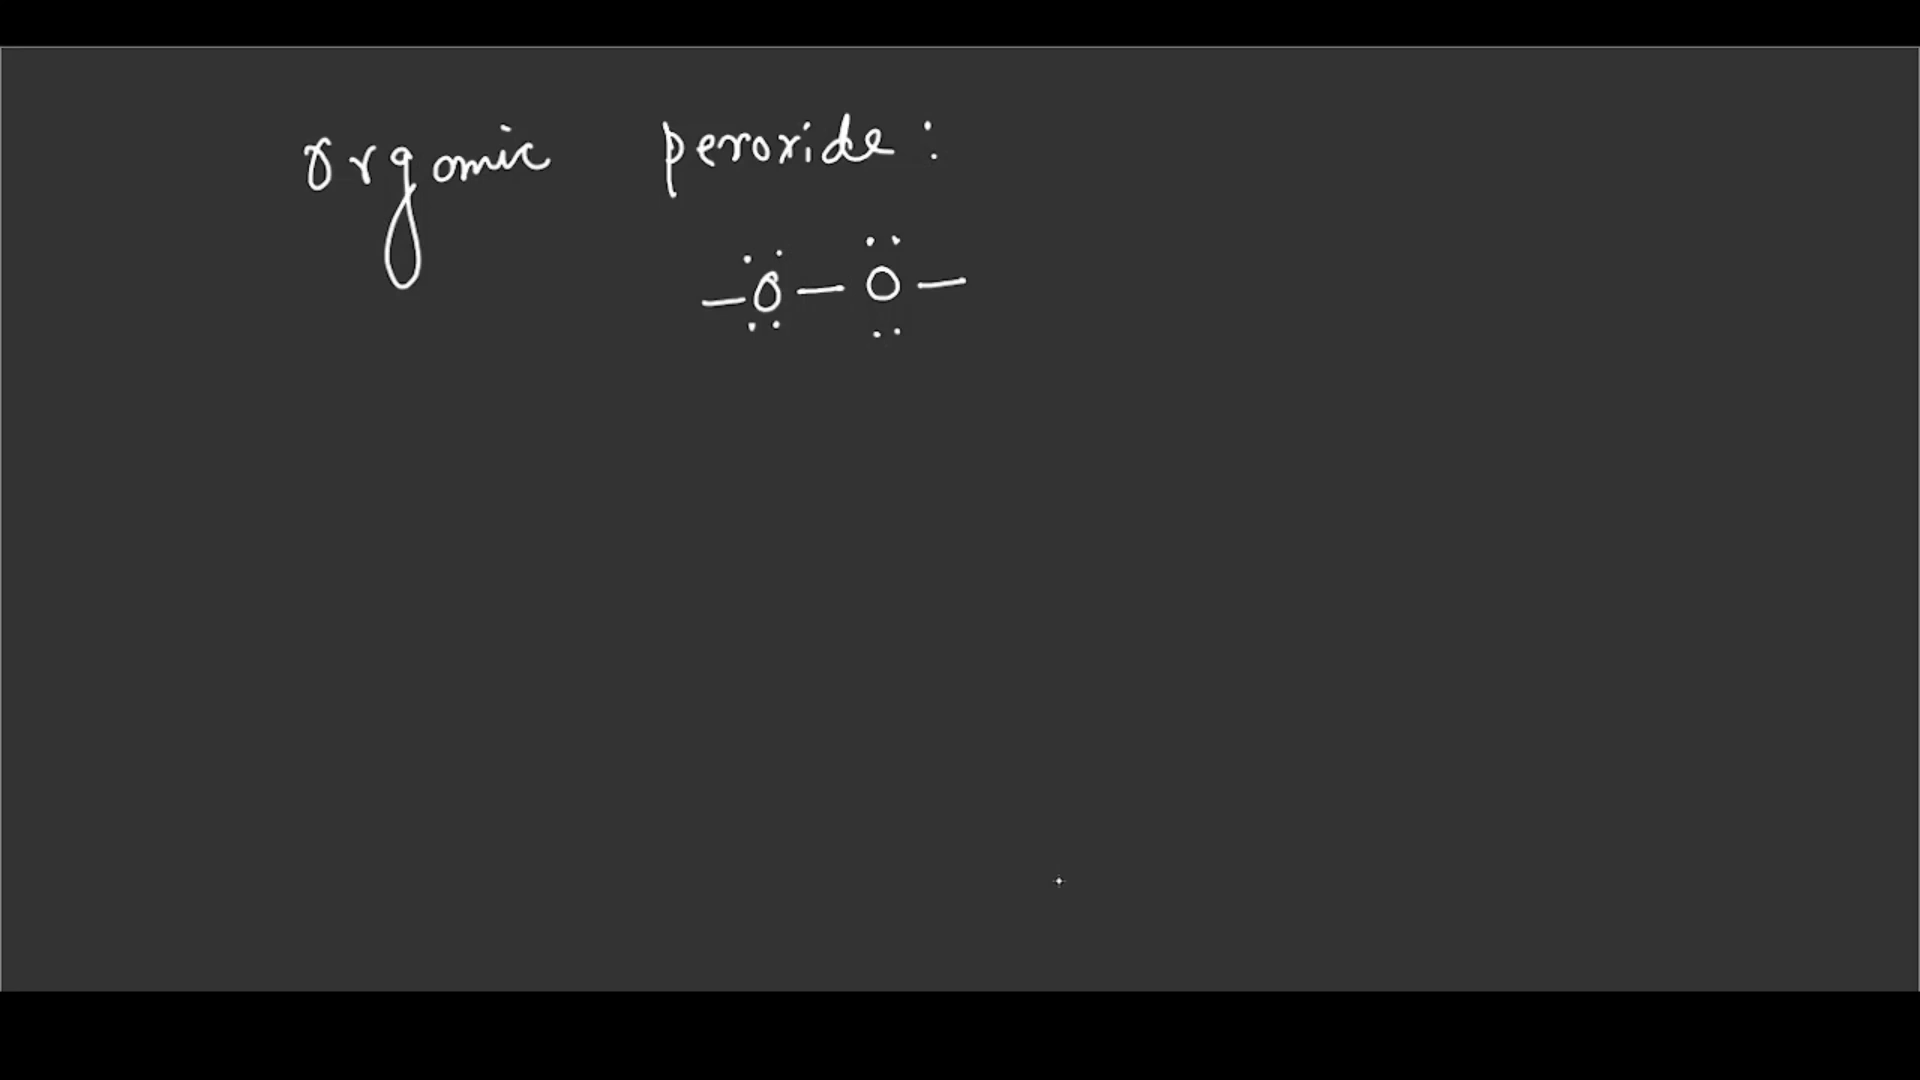 organic peroxide :
– O – O –